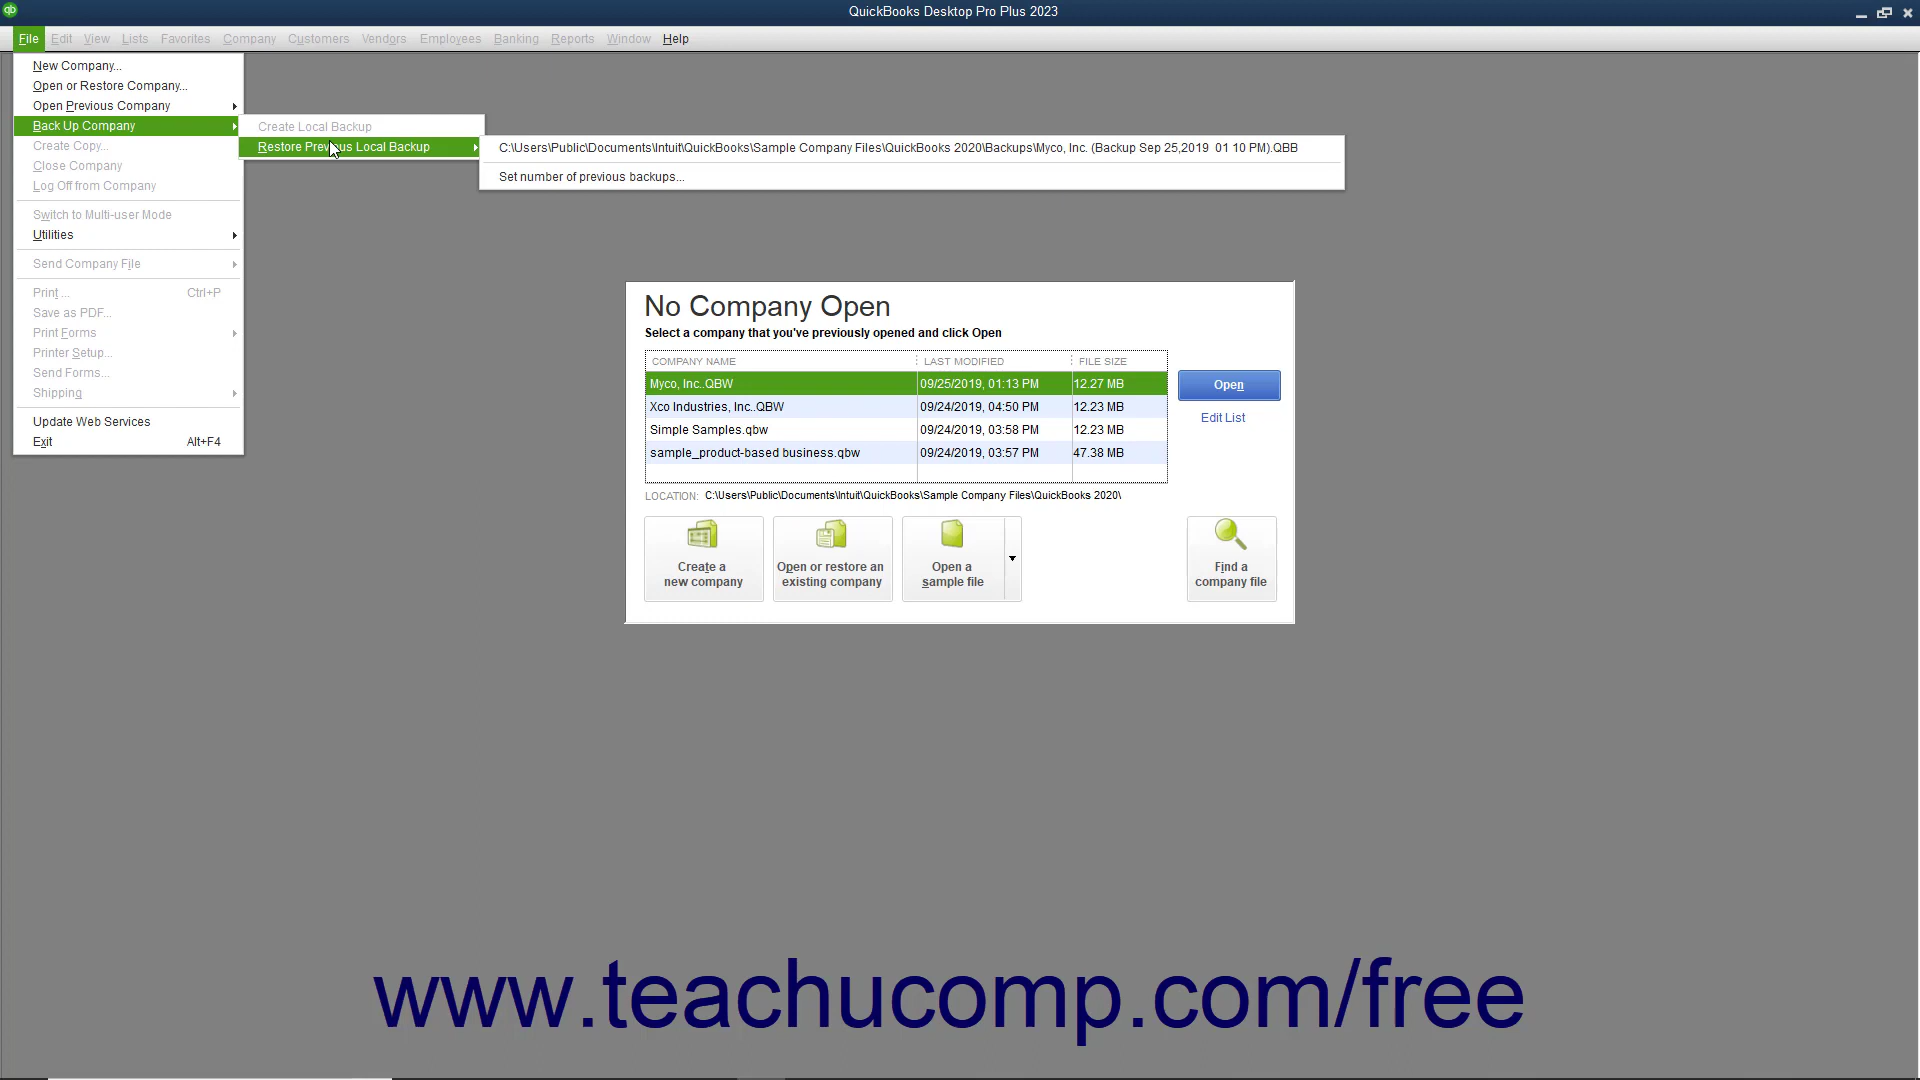 qb
QuickBooks Desktop Pro Plus 2023
File Edit View Lists Favorites Company Customers Vendors Employees Banking Reports Window Help
New Company...
Open or Restore Company...
Open Previous Company
Back Up Company
Create Copy...
Close Company
Log Off from Company
Switch to Multi-user Mode
Utilities
Send Company File
Print ... Ctrl+P
Save as PDF...
Print Forms
Printer Setup...
Send Forms...
Shipping
Update Web Services
Exit Alt+F4
Create Local Backup
Restore Previous Local Backup
C:\Users\Public\Documents\Intuit\QuickBooks\Sample Company Files\QuickBooks 2020\Backups\Myco, Inc. (Backup Sep 25,2019 01 10 PM).QBB
Set number of previous backups...
No Company Open
Select a company that you've previously opened and click Open
COMPANY NAME LAST MODIFIED FILE SIZE
Myco, Inc..QBW 09/25/2019, 01:13 PM 12.27 MB
Xco Industries, Inc..QBW 09/24/2019, 04:50 PM 12.23 MB
Simple Samples.qbw 09/24/2019, 03:58 PM 12.23 MB
sample_product-based business.qbw 09/24/2019, 03:57 PM 47.38 MB
Open
Edit List
LOCATION: C:\Users\Public\Documents\Intuit\QuickBooks\Sample Company Files\QuickBooks 2020\
Create a
new company
Open or restore an
existing company
Open a
sample file
Find a
company file
www.teachucomp.com/free